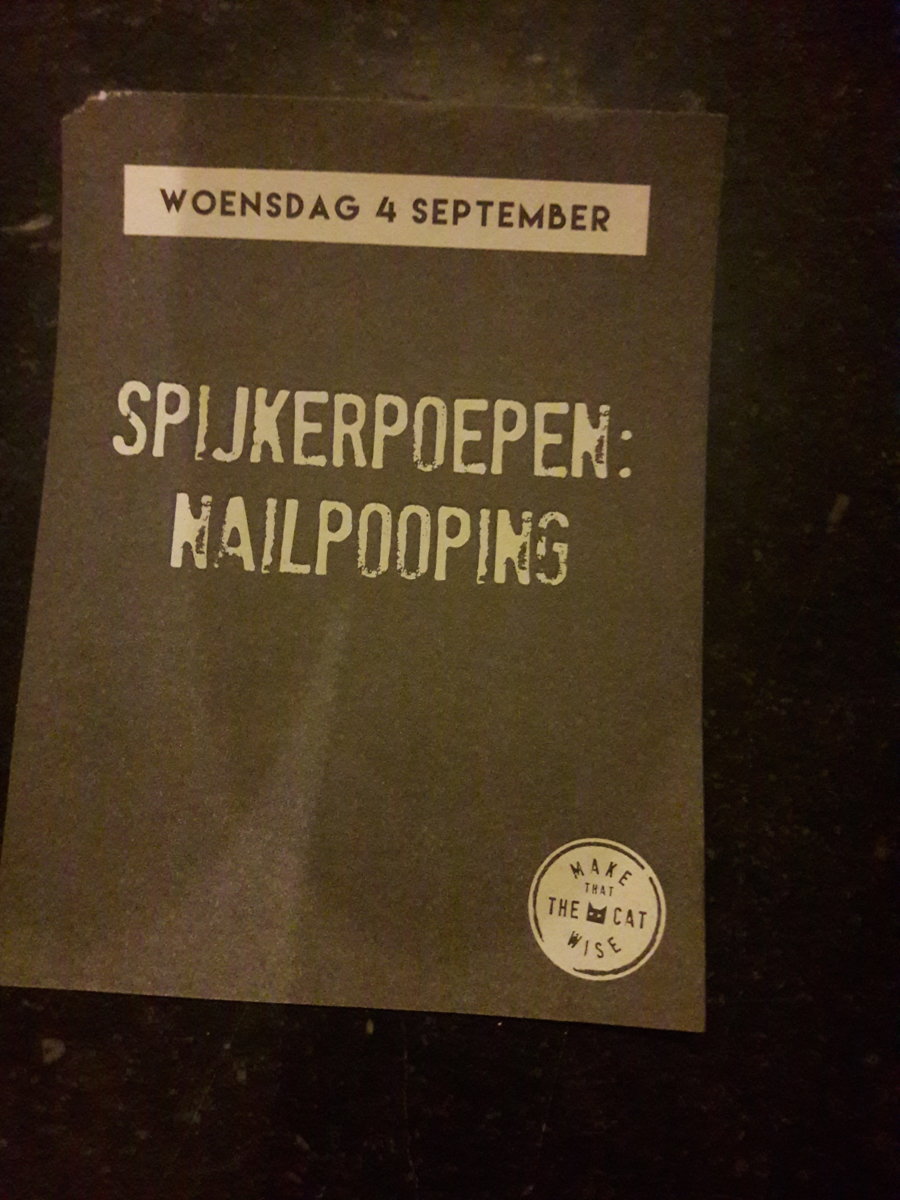 WOENSDAG 4 SEPTEMBER
SPIJKERPOEPEN:
NAILPOOPING
MAKE
THAT
THE CAT
WISE